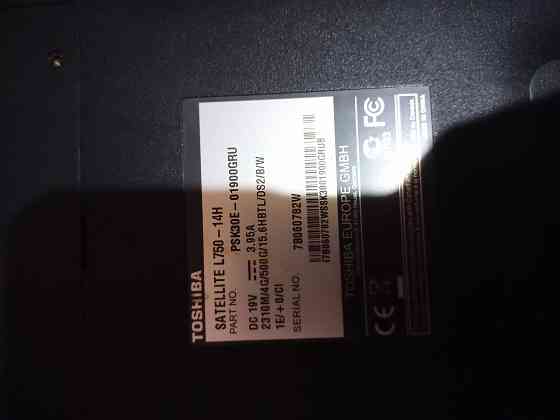 TOSHIBA
SATELLITE L750-14H
PART NO. PSK30E-01900GRU
DC 19V 3.95A
2310M/4G/500G/15.6HBTL/DS2/B/W
1E/+0/CI
SERIAL NO. 7B060782W
TOSHIBA EUROPE GMBH
CE
FC